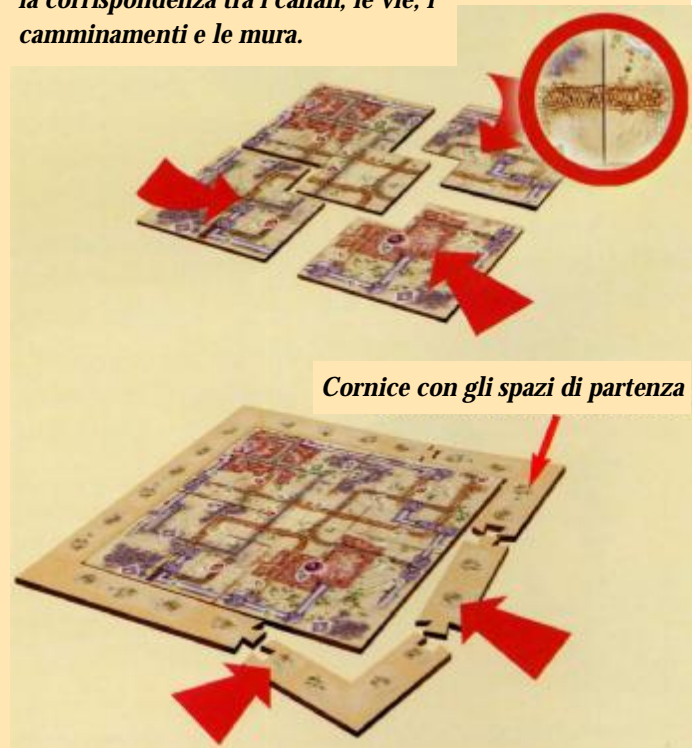 la corrispondenza tra i canali, le vie, i
camminamenti e le mura.
Cornice con gli spazi di partenza